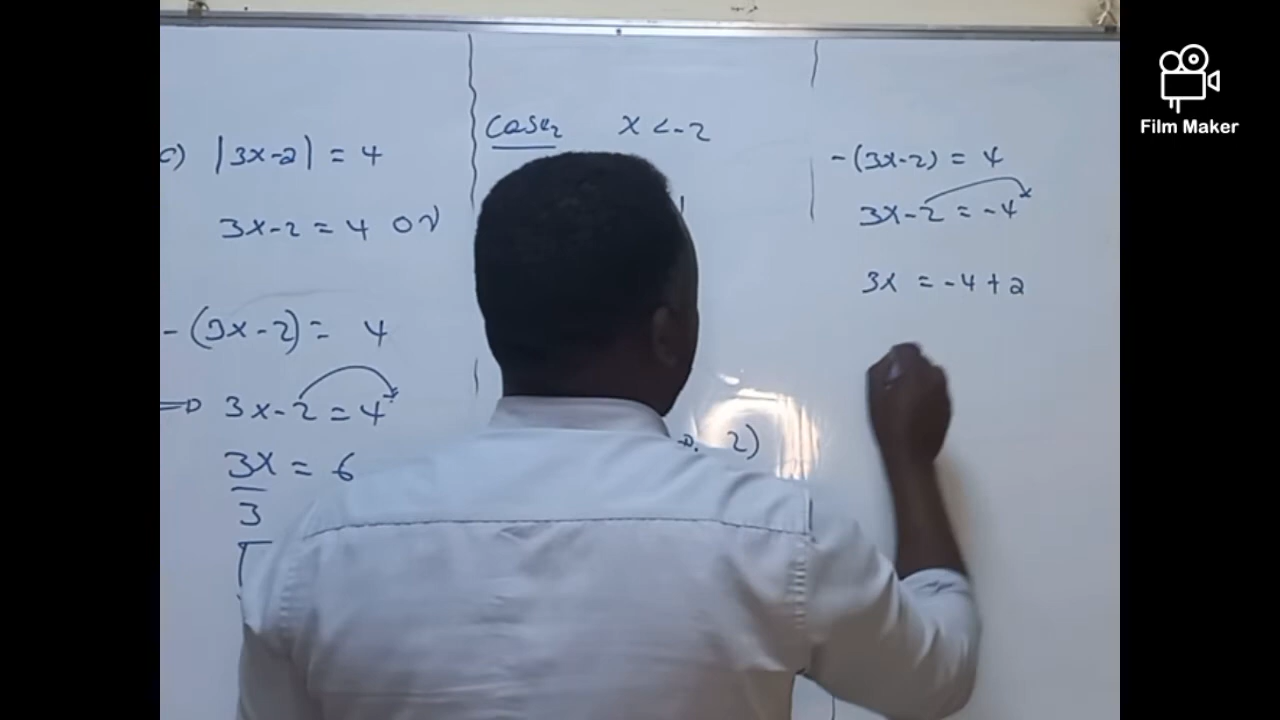 c) |3x-2| = 4
3x-2 = 4 or
-(3x-2) = 4
⇒ 3x-2 = 4
3x = 6
3
Case2 x <-2
2)
-(3x-2) = 4
3x-2 = -4
3x = -4+2
Film Maker